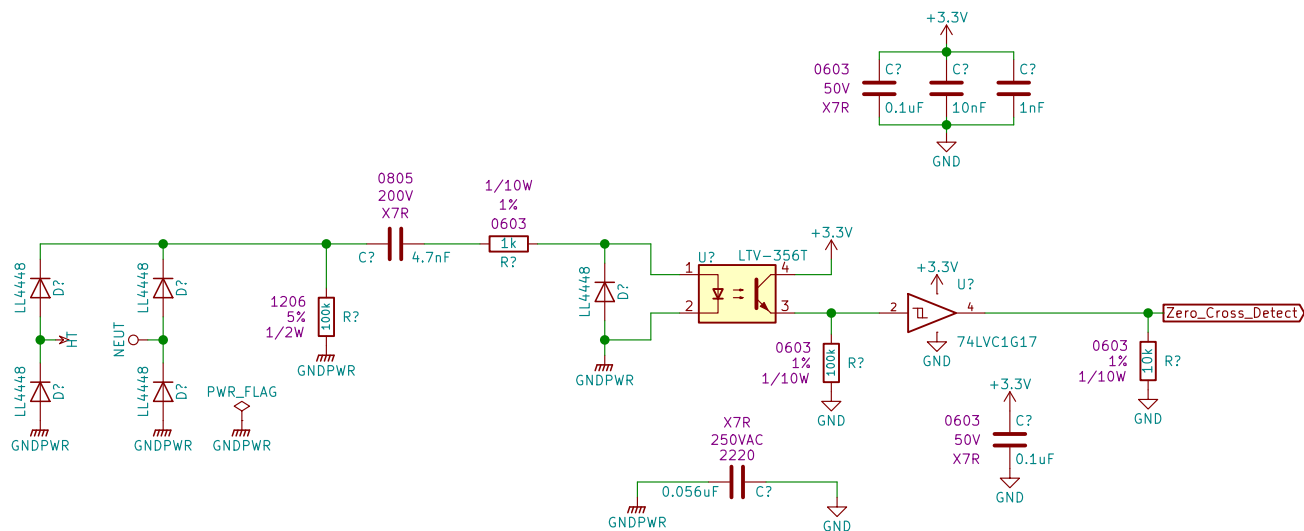 +3.3V
0603
50V
X7R
C?
0.1uF
C?
10nF
C?
1nF
GND
0805
200V
X7R
C?
4.7nF
1/10W
1%
0603
1k
R?
LL4448
D?
LL4448
D?
HT
NEUT
LL4448
D?
LL4448
D?
GNDPWR
GNDPWR
PWR_FLAG
GNDPWR
1206
5%
1/2W
100k
R?
GNDPWR
LL4448
D?
GNDPWR
U?
LTV-356T
1
2
4
3
+3.3V
0603
1%
1/10W
100k
R?
GND
+3.3V
U?
2
4
GND
74LVC1G17
Zero_Cross_Detect
0603
1%
1/10W
10k
R?
GND
+3.3V
0603
50V
X7R
C?
0.1uF
GND
X7R
250VAC
2220
0.056uF
C?
GNDPWR
GND